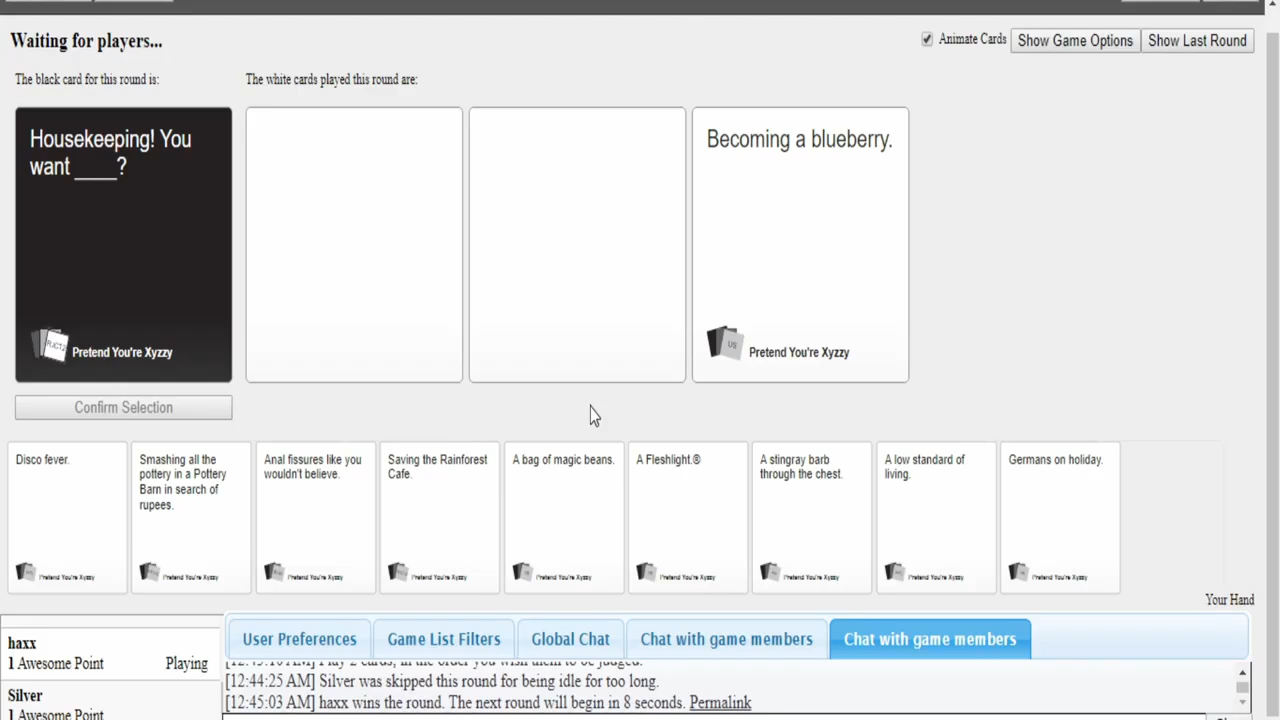 Waiting for players...
Animate Cards
Show Game Options
Show Last Round
The black card for this round is:
The white cards played this round are:
Housekeeping! You
want ____?
Pretend You're Xyzzy
Becoming a blueberry.
US
Pretend You're Xyzzy
Confirm Selection
Disco fever.
Pretend You're Xyzzy
Smashing all the
pottery in a Pottery
Barn in search of
rupees.
Pretend You're Xyzzy
Anal fissures like you
wouldn't believe.
Pretend You're Xyzzy
Saving the Rainforest
Cafe.
Pretend You're Xyzzy
A bag of magic beans.
Pretend You're Xyzzy
A Fleshlight.®
Pretend You're Xyzzy
A stingray barb
through the chest.
Pretend You're Xyzzy
A low standard of
living.
Pretend You're Xyzzy
Germans on holiday.
Pretend You're Xyzzy
Your Hand
haxx
1 Awesome Point
Playing
Silver
1 Awesome Point
User Preferences
Game List Filters
Global Chat
Chat with game members
Chat with game members
Play 2 cards, in the order you wish them to be judged.
[12:44:25 AM] Silver was skipped this round for being idle for too long.
[12:45:03 AM] haxx wins the round. The next round will begin in 8 seconds. Permalink